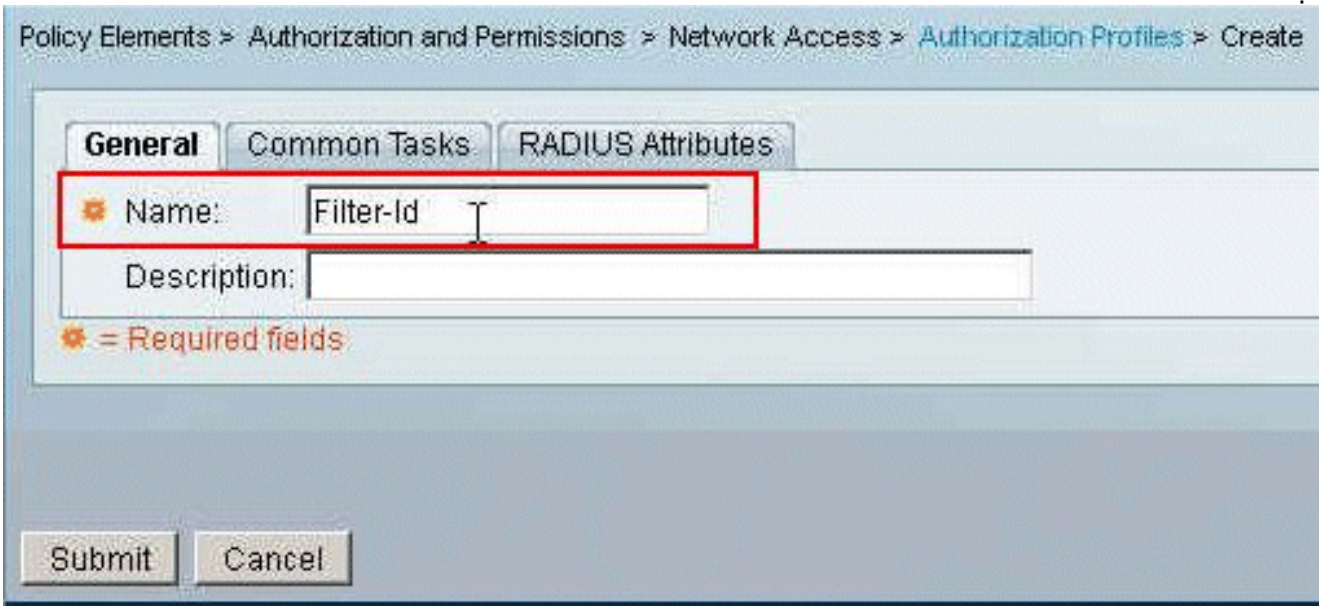 Policy Elements > Authorization and Permissions > Network Access > Authorization Profiles > Create
General Common Tasks RADIUS Attributes
Name: Filter-Id
Description:
= Required fields
Submit Cancel